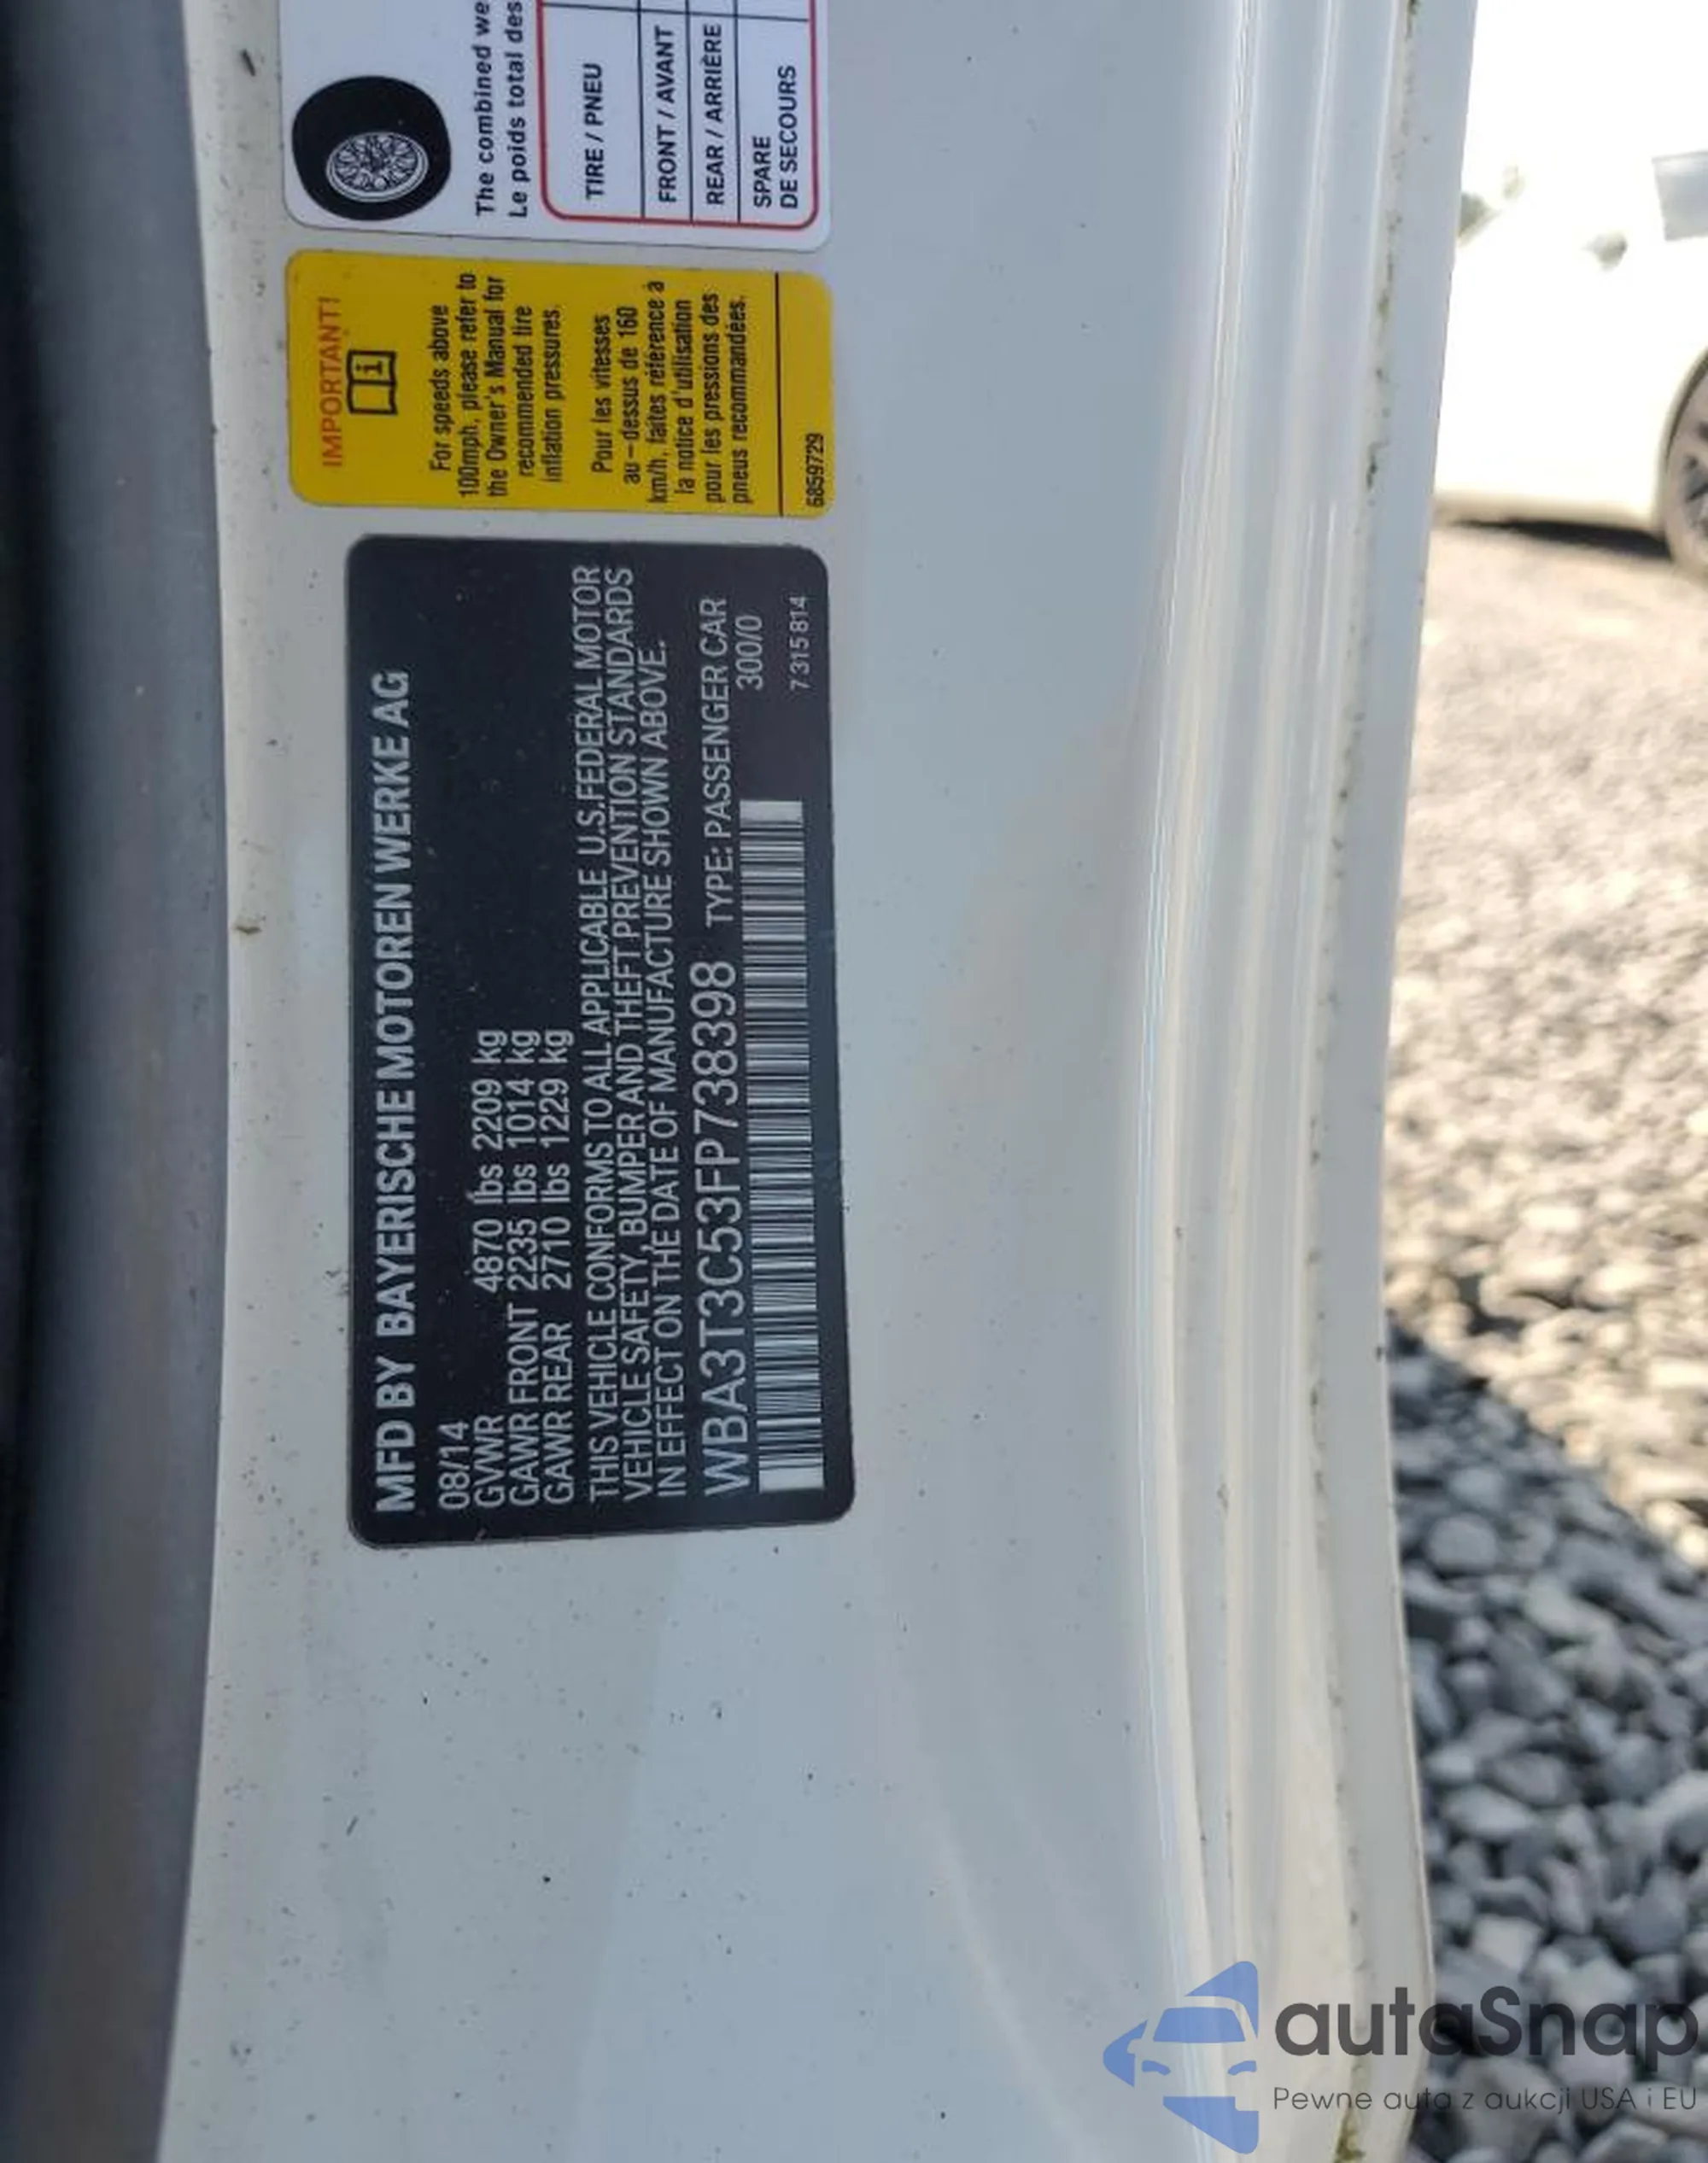 MFD BY BAYERISCHE MOTOREN WERKE AG
08/14
GVWR 4870 lbs 2209 kg
GAWR FRONT 2235 lbs 1014 kg
GAWR REAR 2710 lbs 1229 kg
THIS VEHICLE CONFORMS TO ALL APPLICABLE U.S. FEDERAL MOTOR
VEHICLE SAFETY, BUMPER AND THEFT PREVENTION STANDARDS
IN EFFECT ON THE DATE OF MANUFACTURE SHOWN ABOVE.
WBA3T3C53FP738398 TYPE: PASSENGER CAR
300/0
7315814
IMPORTANT!
i
For speeds above
100mph, please refer to
the Owner's Manual for
recommended tire
inflation pressures.
Pour les vitesses
au-dessus de 160
km/h, faites référence à
la notice d'utilisation
pour les pressions des
pneus recommandées.
6859729
The combined we
Le poids total des
TIRE / PNEU
FRONT / AVANT
REAR / ARRIÈRE
SPARE
DE SECOURS
autaSnap
Pewne auta z aukcji USA i EU